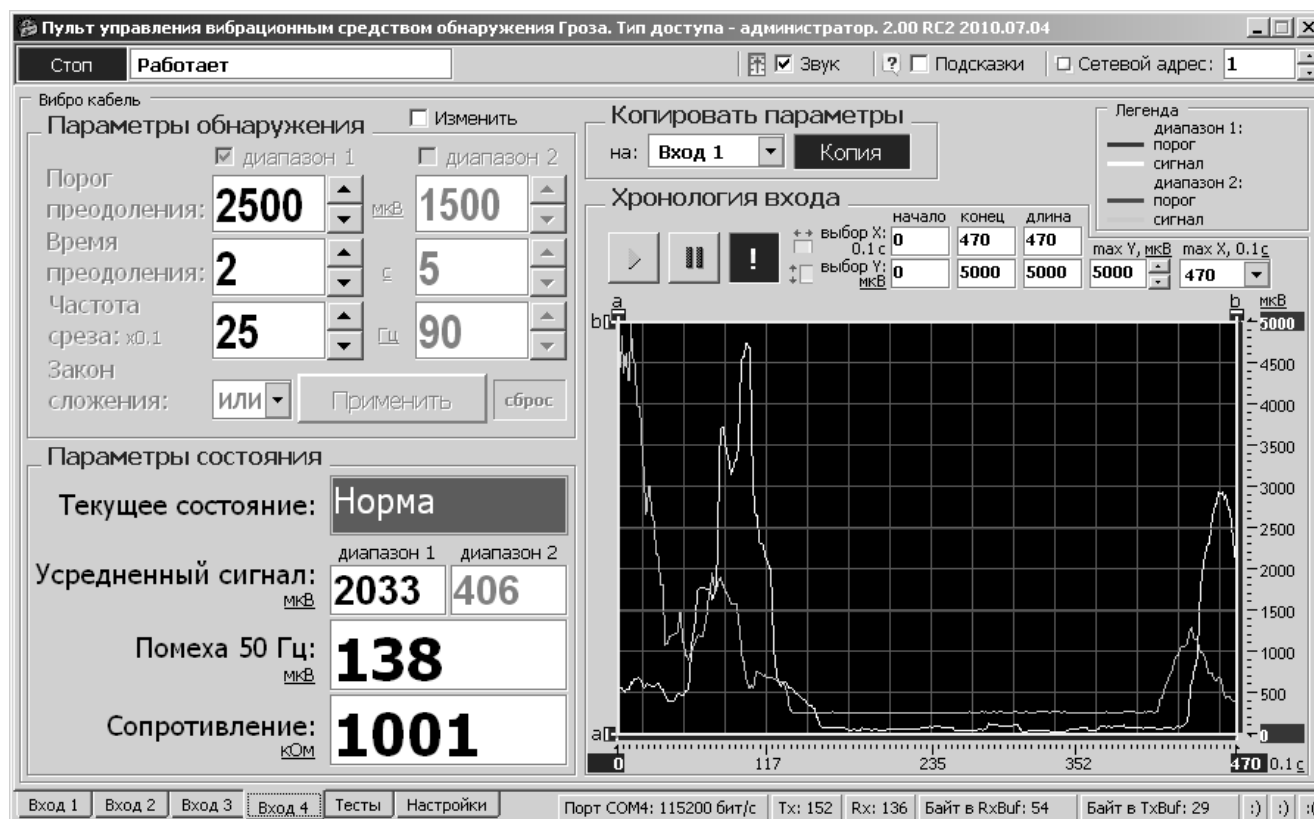 Пульт управления вибрационным средством обнаружения Гроза. Тип доступа - администратор. 2.00 RC2 2010.07.04
Стоп Работает Звук ? Подсказки Сетевой адрес: 1
Вибро кабель
Параметры обнаружения Изменить
диапазон 1 диапазон 2
Порог
преодоления: 2500 мкВ 1500
Время
преодоления: 2 с 5
Частота
среза: x0.1 25 Гц 90
Закон
сложения: ИЛИ Применить сброс
Параметры состояния
Текущее состояние: Норма
диапазон 1 диапазон 2
Усредненный сигнал: 2033 406
мкВ
Помеха 50 Гц: 138
мкВ
Сопротивление: 1001
кОм
Копировать параметры
на: Вход 1 Копия
Легенда
диапазон 1:
порог
сигнал
диапазон 2:
порог
сигнал
Хронология входа
начало конец длина
! выбор X: 0 470 470
0.1 с
max Y, мкВ max X, 0.1с
выбор Y: 0 5000 5000 5000 470
мкВ
a b мкВ
b 5000
4500
4000
3500
3000
2500
2000
1500
1000
500
a 0
0 117 235 352 470 0.1 с
Вход 1 Вход 2 Вход 3 Вход 4 Тесты Настройки Порт COM4: 115200 бит/с Tx: 152 Rx: 136 Байт в RxBuf: 54 Байт в TxBuf: 29 :) :)